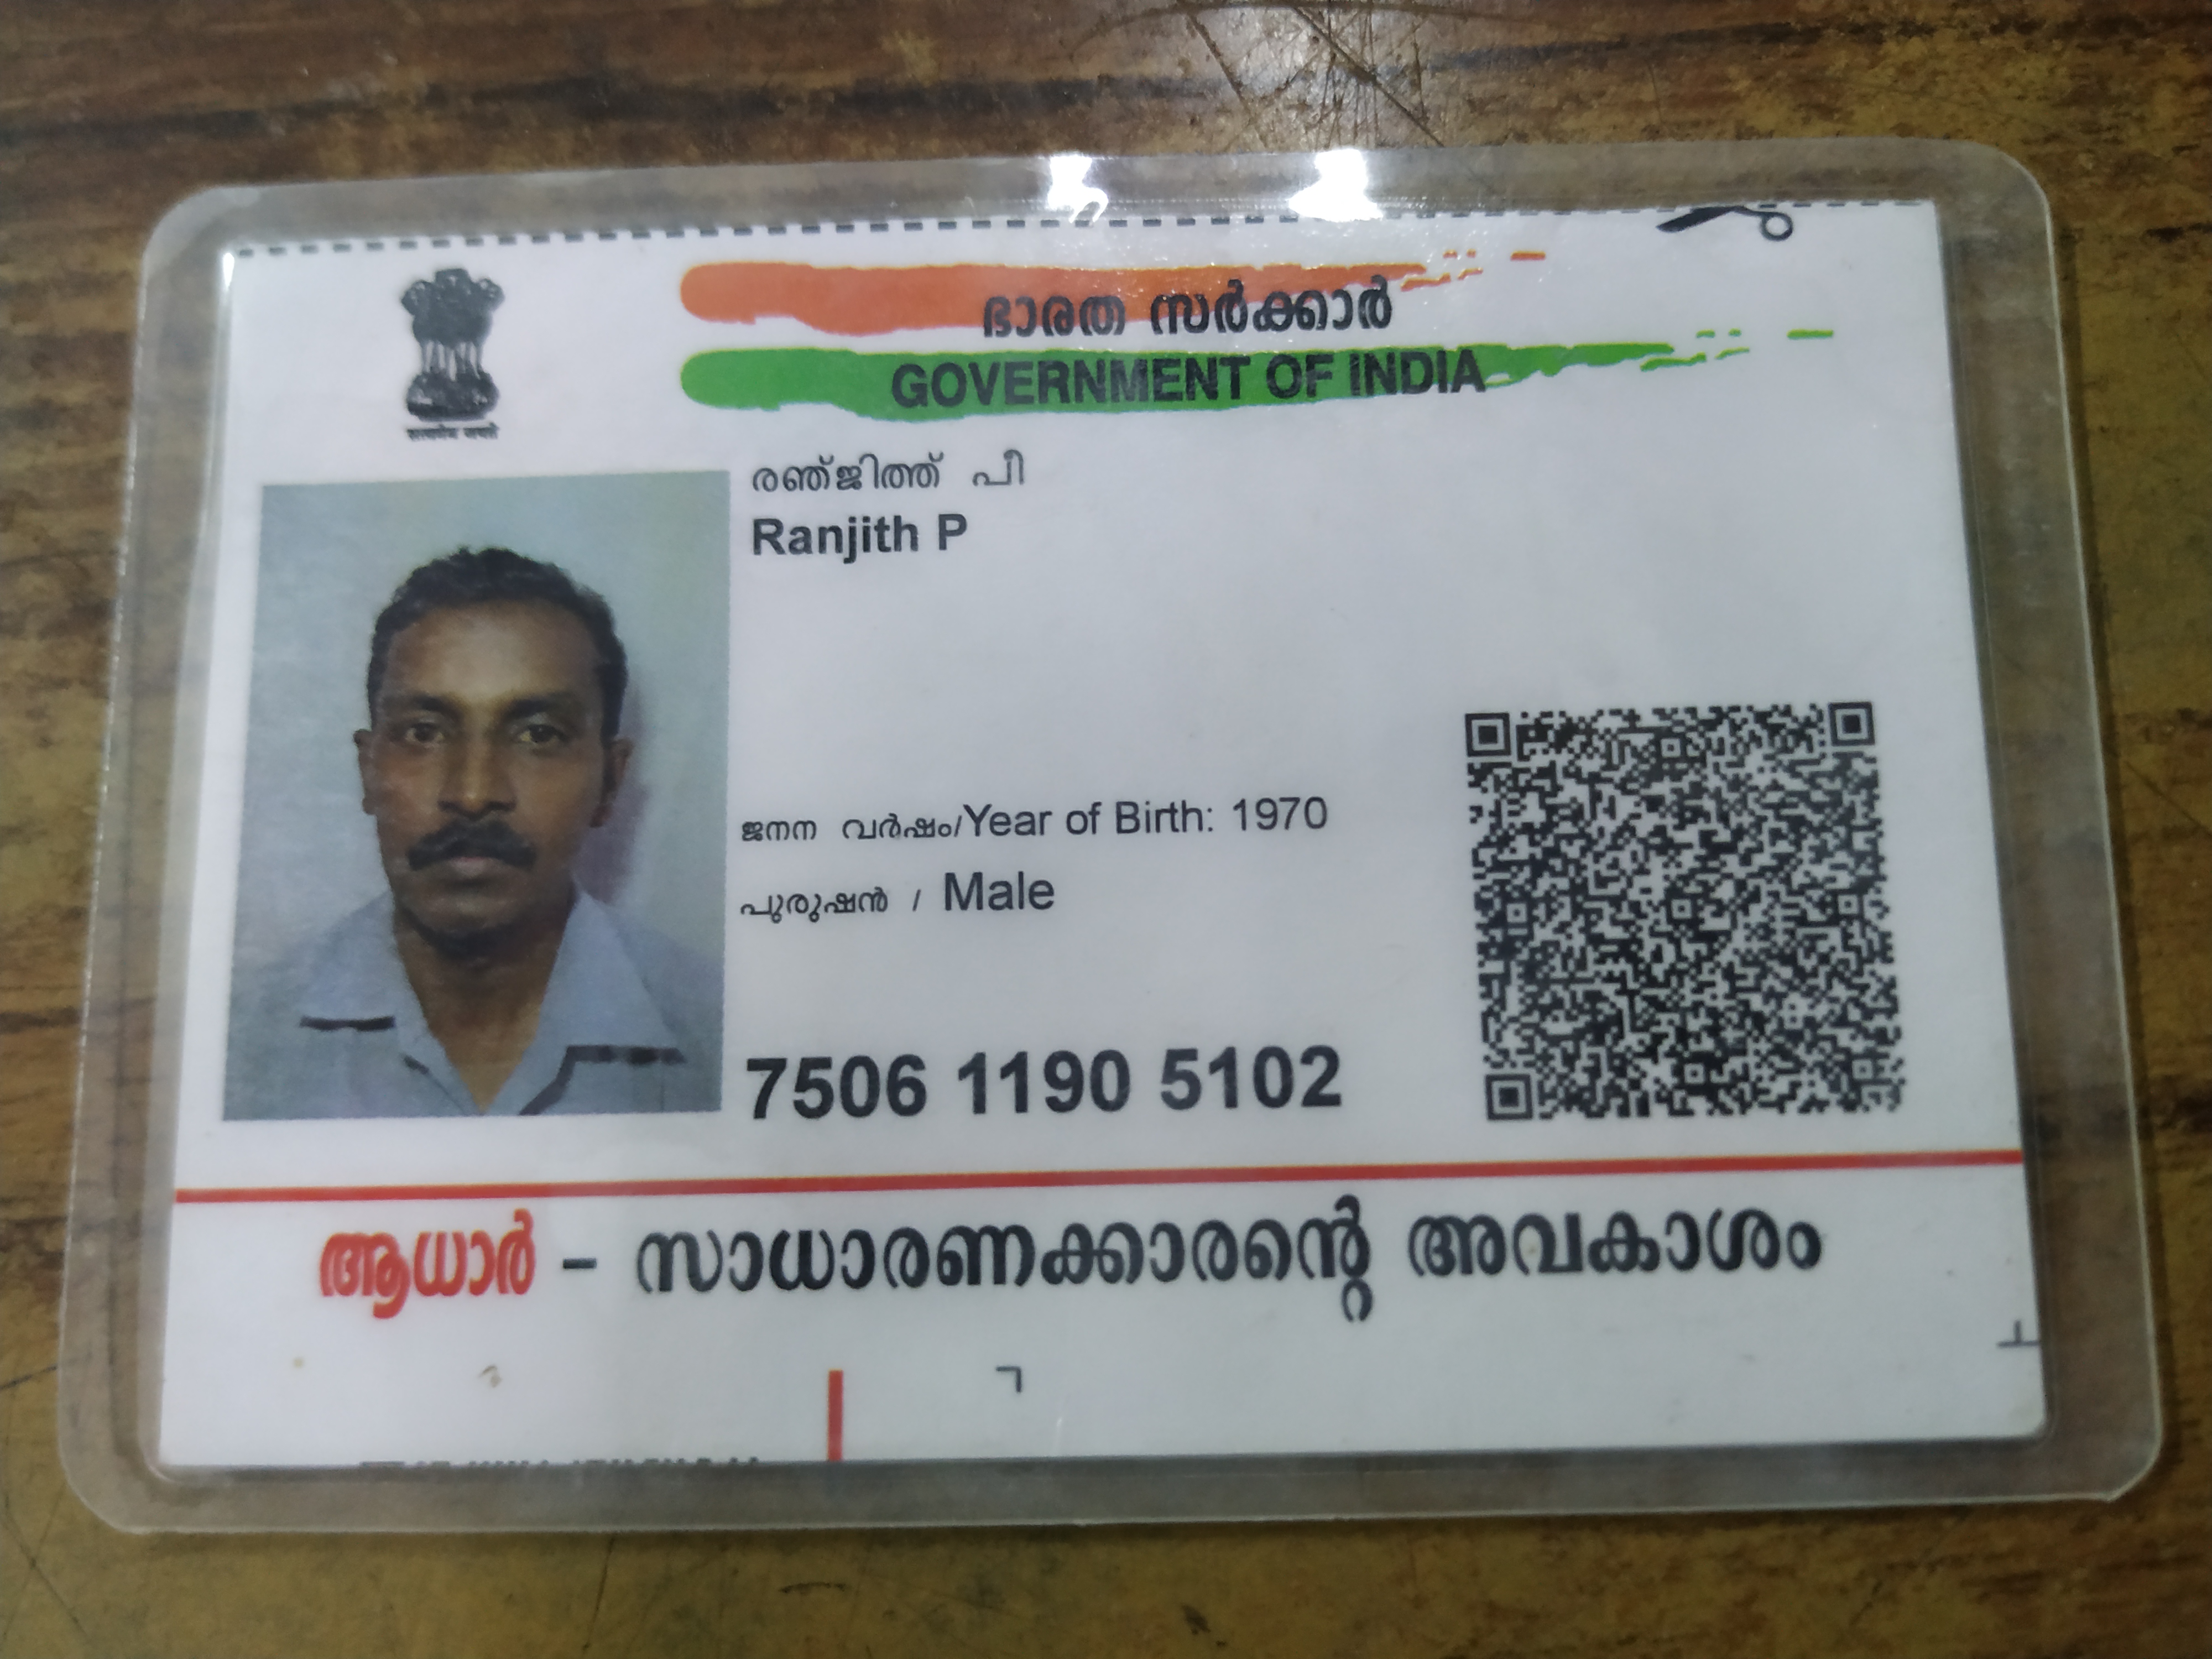 ഭാരത സർക്കാർ
GOVERNMENT OF INDIA
രഞ്ജിത്ത് പി
Ranjith P
ജനന വർഷം/Year of Birth: 1970
പുരുഷൻ / Male
7506 1190 5102
ആധാർ - സാധാരണക്കാരന്റെ അവകാശം